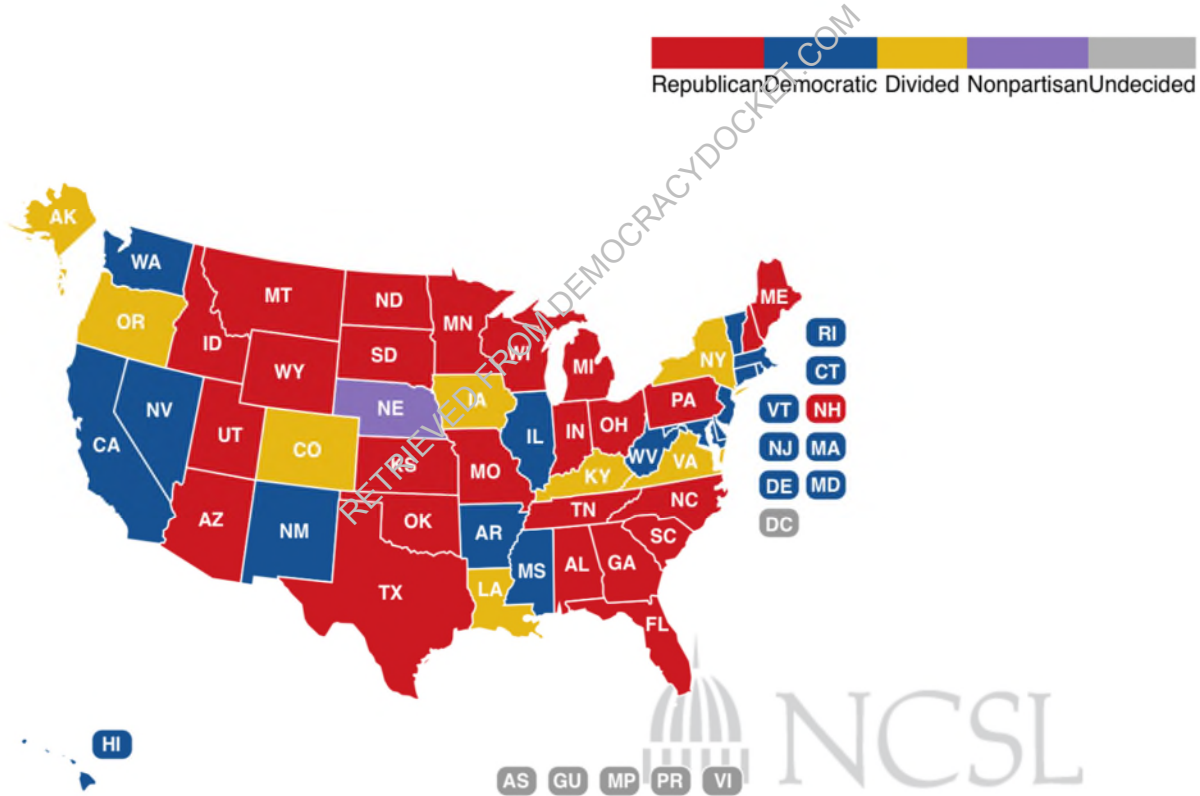 RepublicanDemocratic Divided NonpartisanUndecided
RETRIEVED FROM DEMOCRACYDOCKET.COM
AK
WA
MT
ND
MN
ME
OR
ID
WI
RI
SD
MI
NY
WY
CT
IA
PA
NE
VT NH
NV
OH
IL
IN
UT
CO
WV
VA
NJ MA
CA
KS
MO
KY
DE MD
NC
TN
AZ
OK
DC
NM
AR
SC
MS
AL
GA
TX
LA
FL
NCSL
HI
AS GU MP PR VI